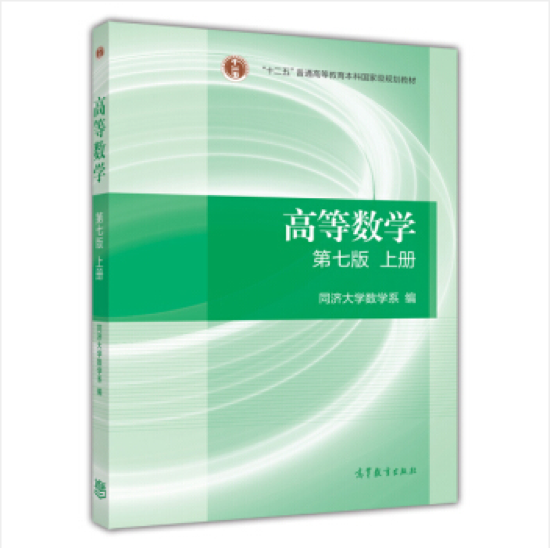 “十二五”普通高等教育本科国家级规划教材
高等数学
第七版 上册
同济大学数学系 编
高等教育出版社
高等数学
第七版 上册
同济大学数学系 编